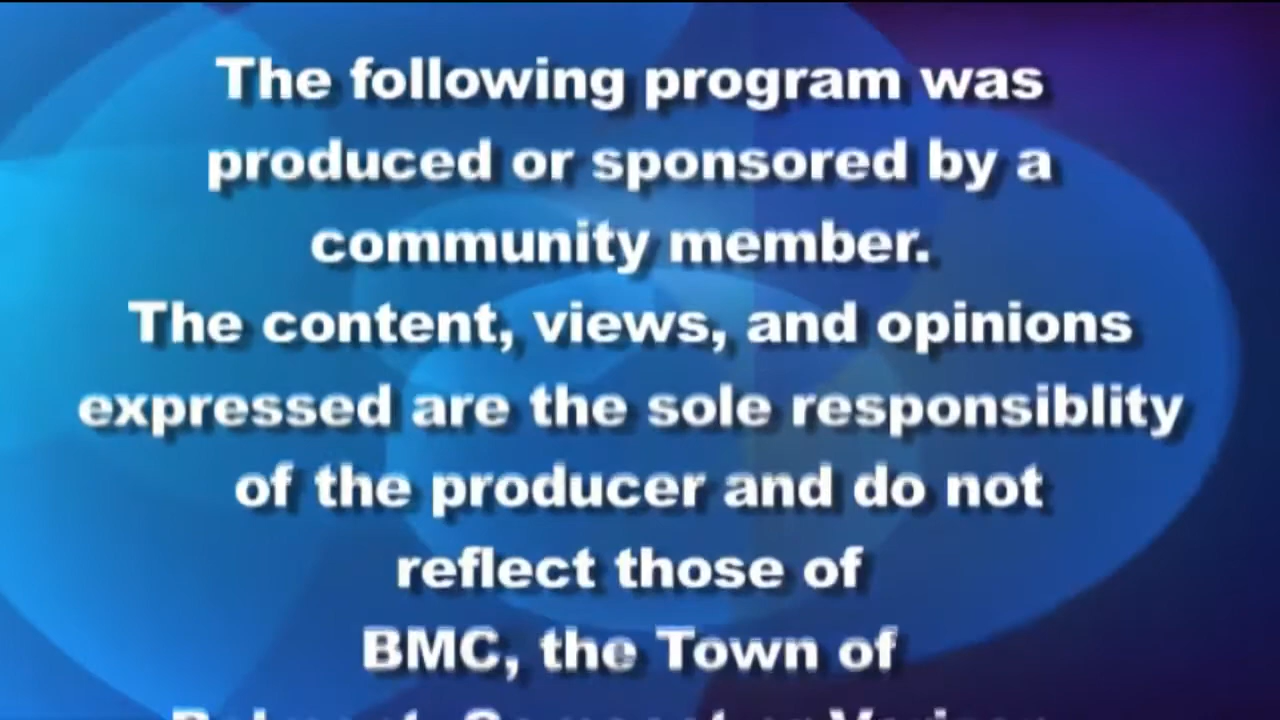 The following program was
produced or sponsored by a
community member.
The content, views, and opinions
expressed are the sole responsiblity
of the producer and do not
reflect those of
BMC, the Town of